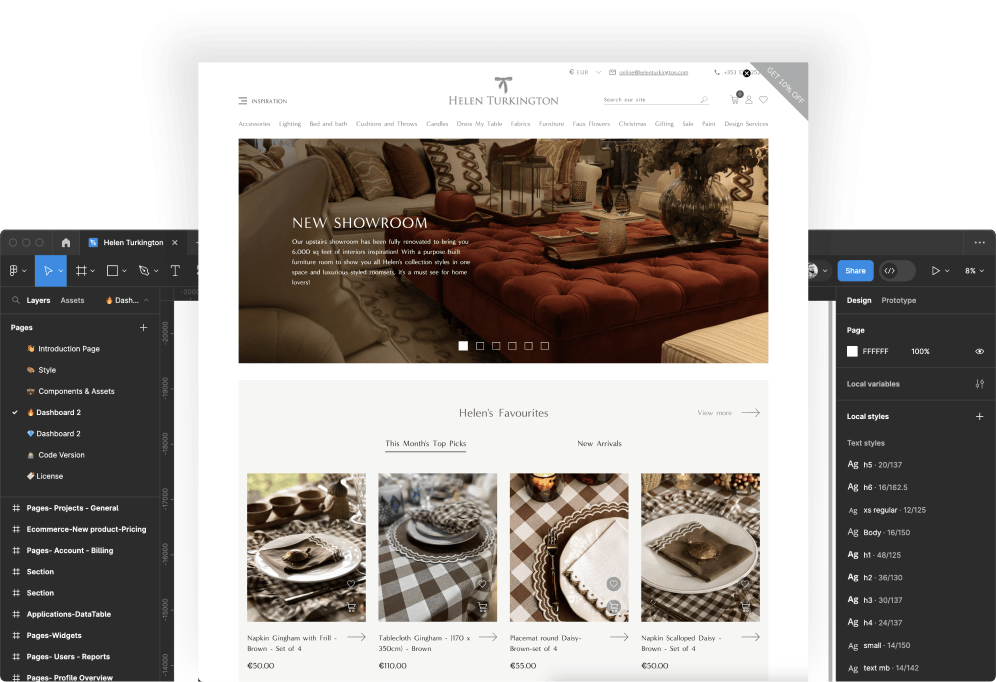 € EUR
online@helenturkington.com
GET 10% OFF
INSPIRATION
HELEN TURKINGTON
Search our site
0
Accessories Lighting Bed and bath Cushions and Throws Candles Dress My Table Fabrics Furniture Faux Flowers Christmas Gifting Sale Paint Design Services
NEW SHOWROOM
Our upstairs showroom has been fully renovated to bring you
6,000 sq feet of interiors inspiration! With a purpose built
furniture room to show you all Helen's collection styles in one
space and luxurious styled roomsets, it's a must see for home
lovers!
Helen's Favourites
View more
This Month's Top Picks
New Arrivals
Napkin Gingham with Frill -
Brown - Set of 4
€50.00
Tablecloth Gingham - (170 x
350cm) - Brown
€110.00
Placemat round Daisy-
Brown-set of 4
€55.00
Napkin Scalloped Daisy -
Brown - Set of 4
€50.00
Helen Turkington
Layers
Assets
Dash...
Pages
Introduction Page
Style
Components & Assets
Dashboard 2
Dashboard 2
Code Version
License
Pages- Projects - General
Ecommerce-New product-Pricing
Pages- Account - Billing
Section
Section
Applications-DataTable
Pages-Widgets
Pages- Users - Reports
Pages- Profile Overview
-20000
-19000
-18000
-17000
-16000
-15000
-14000
Share
8%
Design
Prototype
Page
FFFFFF
100%
Local variables
Local styles
Text styles
Ag h5 · 20/137
Ag h6 · 16/162.5
Ag xs regular · 12/125
Ag Body · 16/150
Ag h1 · 48/125
Ag h2 · 36/130
Ag h3 · 30/137
Ag h4 · 24/137
Ag small · 14/150
Ag text mb · 14/142